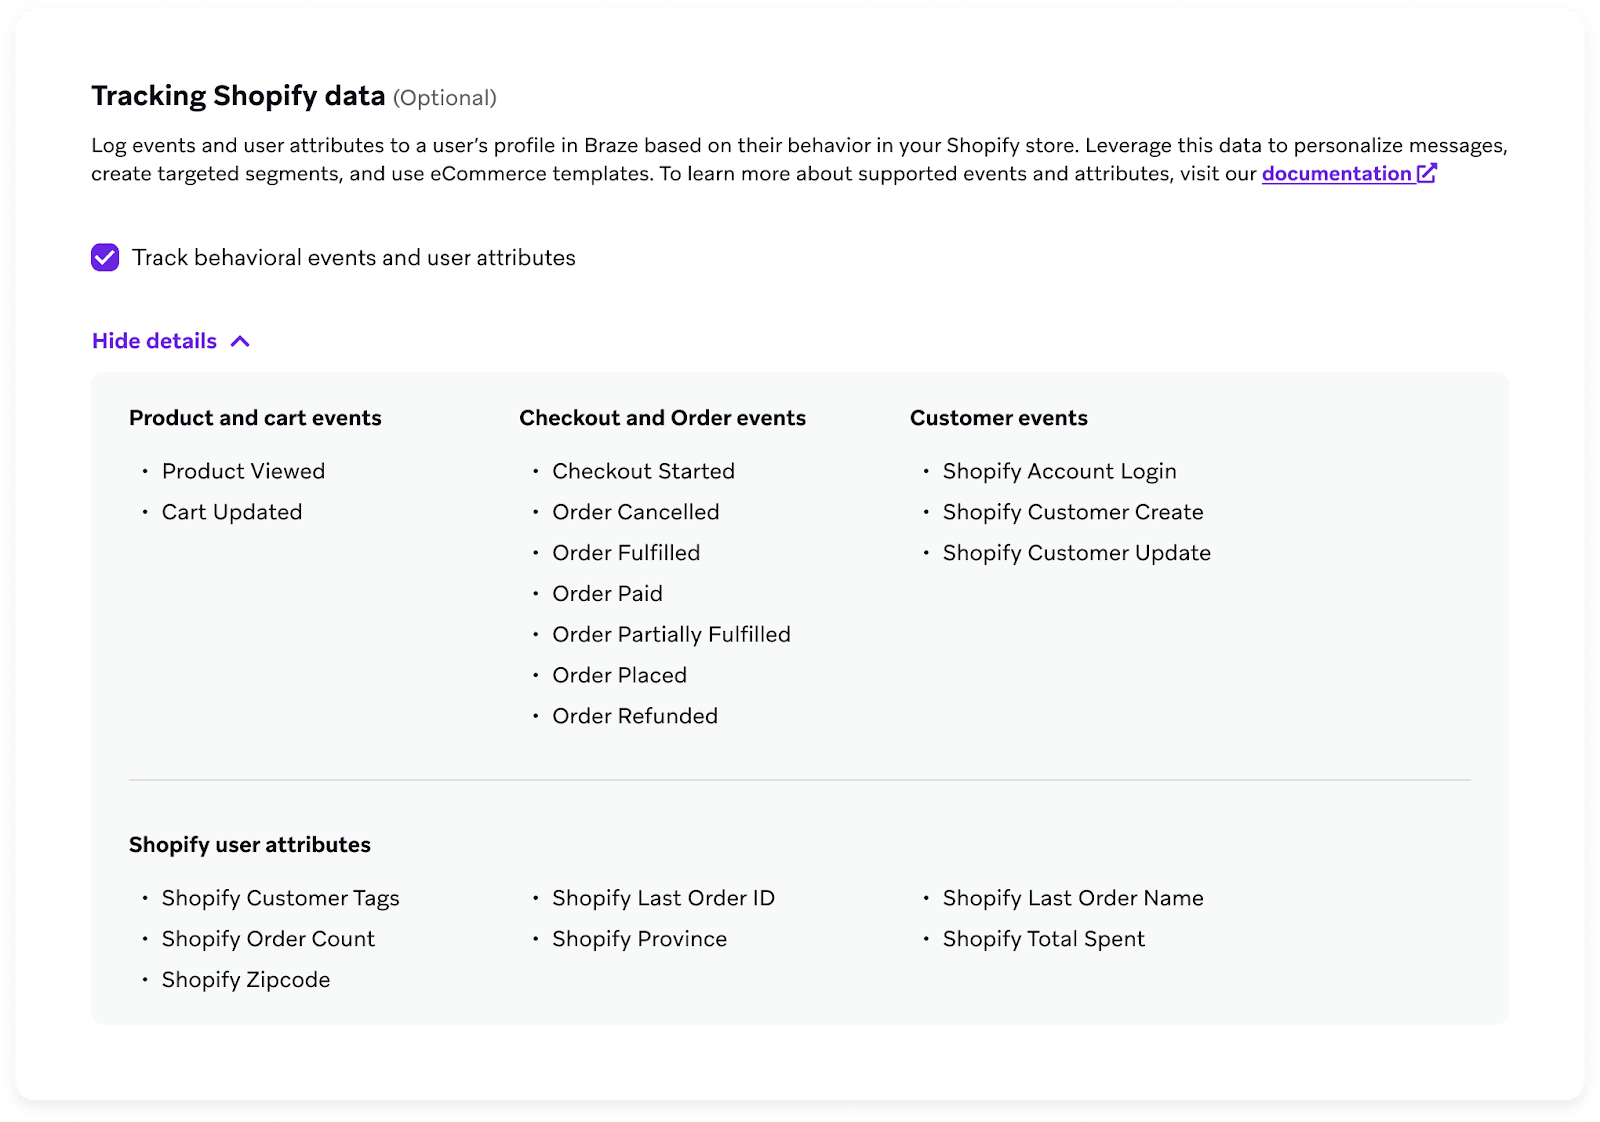 Tracking Shopify data (Optional)
Log events and user attributes to a user’s profile in Braze based on their behavior in your Shopify store. Leverage this data to personalize messages,
create targeted segments, and use eCommerce templates. To learn more about supported events and attributes, visit our documentation
Track behavioral events and user attributes
Hide details
Product and cart events
• Product Viewed
• Cart Updated
Checkout and Order events
• Checkout Started
• Order Cancelled
• Order Fulfilled
• Order Paid
• Order Partially Fulfilled
• Order Placed
• Order Refunded
Customer events
• Shopify Account Login
• Shopify Customer Create
• Shopify Customer Update
Shopify user attributes
• Shopify Customer Tags
• Shopify Order Count
• Shopify Zipcode
• Shopify Last Order ID
• Shopify Province
• Shopify Last Order Name
• Shopify Total Spent